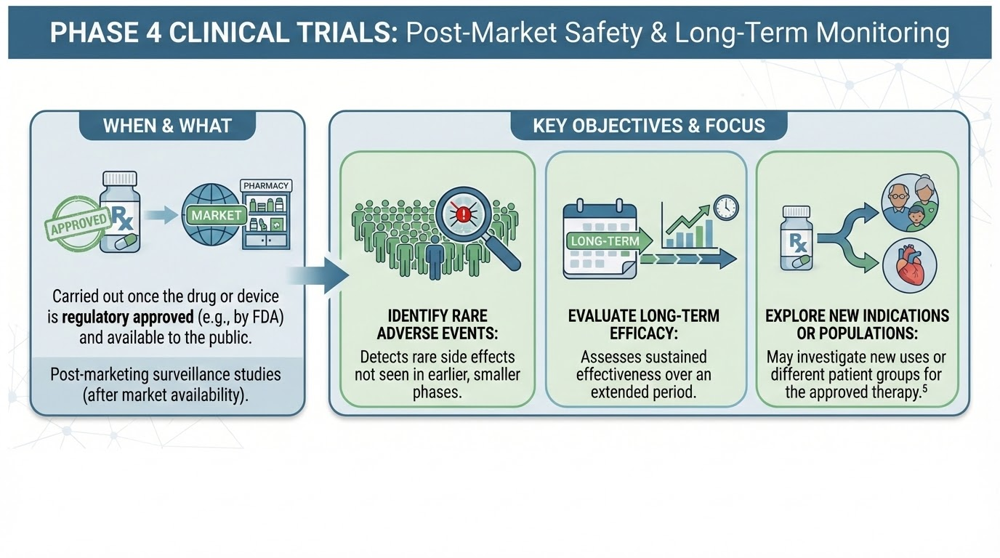 PHASE 4 CLINICAL TRIALS: Post-Market Safety & Long-Term Monitoring
WHEN & WHAT
APPROVED
Rx
MARKET
PHARMACY
Carried out once the drug or device
is regulatory approved (e.g., by FDA)
and available to the public.
Post-marketing surveillance studies
(after market availability).
KEY OBJECTIVES & FOCUS
IDENTIFY RARE
ADVERSE EVENTS:
Detects rare side effects
not seen in earlier, smaller
phases.
LONG-TERM
EVALUATE LONG-TERM
EFFICACY:
Assesses sustained
effectiveness over an
extended period.
Rx
EXPLORE NEW INDICATIONS
OR POPULATIONS:
May investigate new uses or
different patient groups for
the approved therapy.⁵